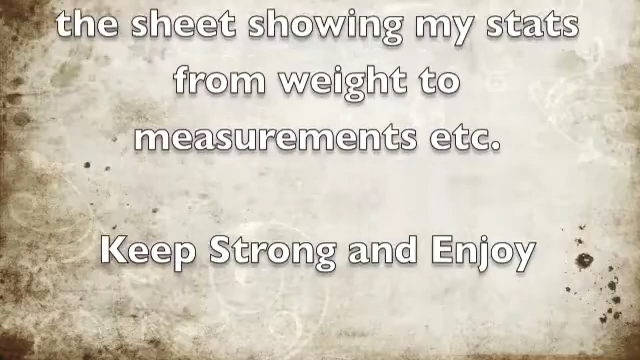 the sheet showing my stats
from weight to
measurements etc.
Keep Strong and Enjoy